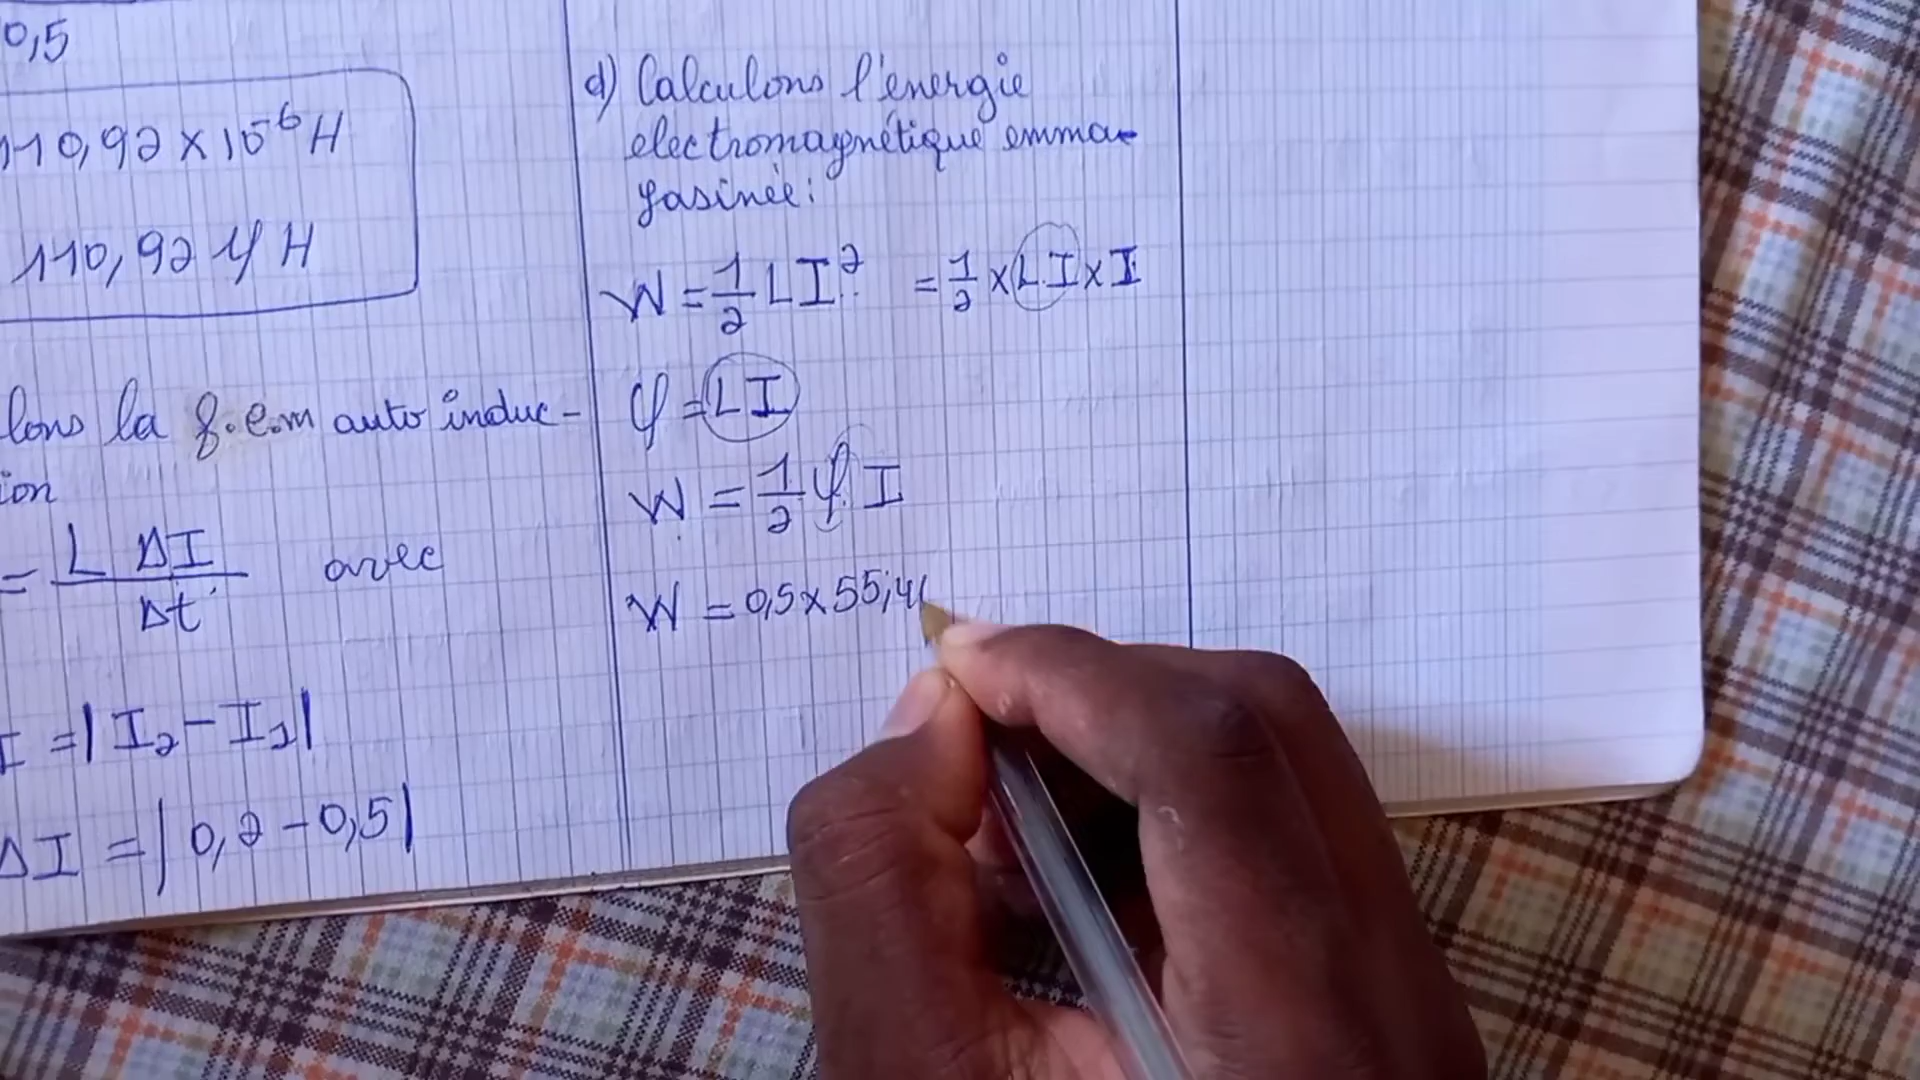 0,5
110,92 x 10⁻⁶ H
110,92 μH
lons la f.e.m auto induc-
ion
= L ΔI / Δt avec
I = |I₂ - I₁|
ΔI = |0,2 - 0,5|
d) Calculons l'energie
electromagnétique emma-
gasinée:
W = 1/2 LI² = 1/2 x LI x I
φ = LI
W = 1/2 φ I
W = 0,5 x 55,4